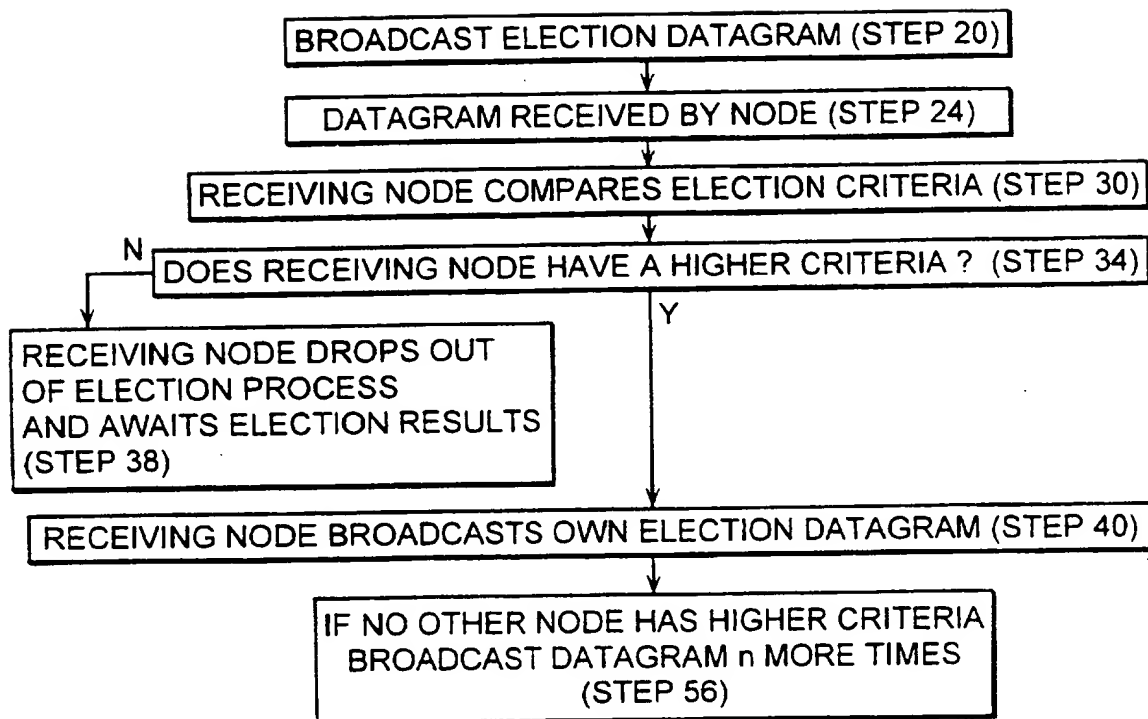 BROADCAST ELECTION DATAGRAM (STEP 20)
DATAGRAM RECEIVED BY NODE (STEP 24)
RECEIVING NODE COMPARES ELECTION CRITERIA (STEP 30)
N
DOES RECEIVING NODE HAVE A HIGHER CRITERIA ? (STEP 34)
Y
RECEIVING NODE DROPS OUT
OF ELECTION PROCESS
AND AWAITS ELECTION RESULTS
(STEP 38)
RECEIVING NODE BROADCASTS OWN ELECTION DATAGRAM (STEP 40)
IF NO OTHER NODE HAS HIGHER CRITERIA
BROADCAST DATAGRAM n MORE TIMES
(STEP 56)